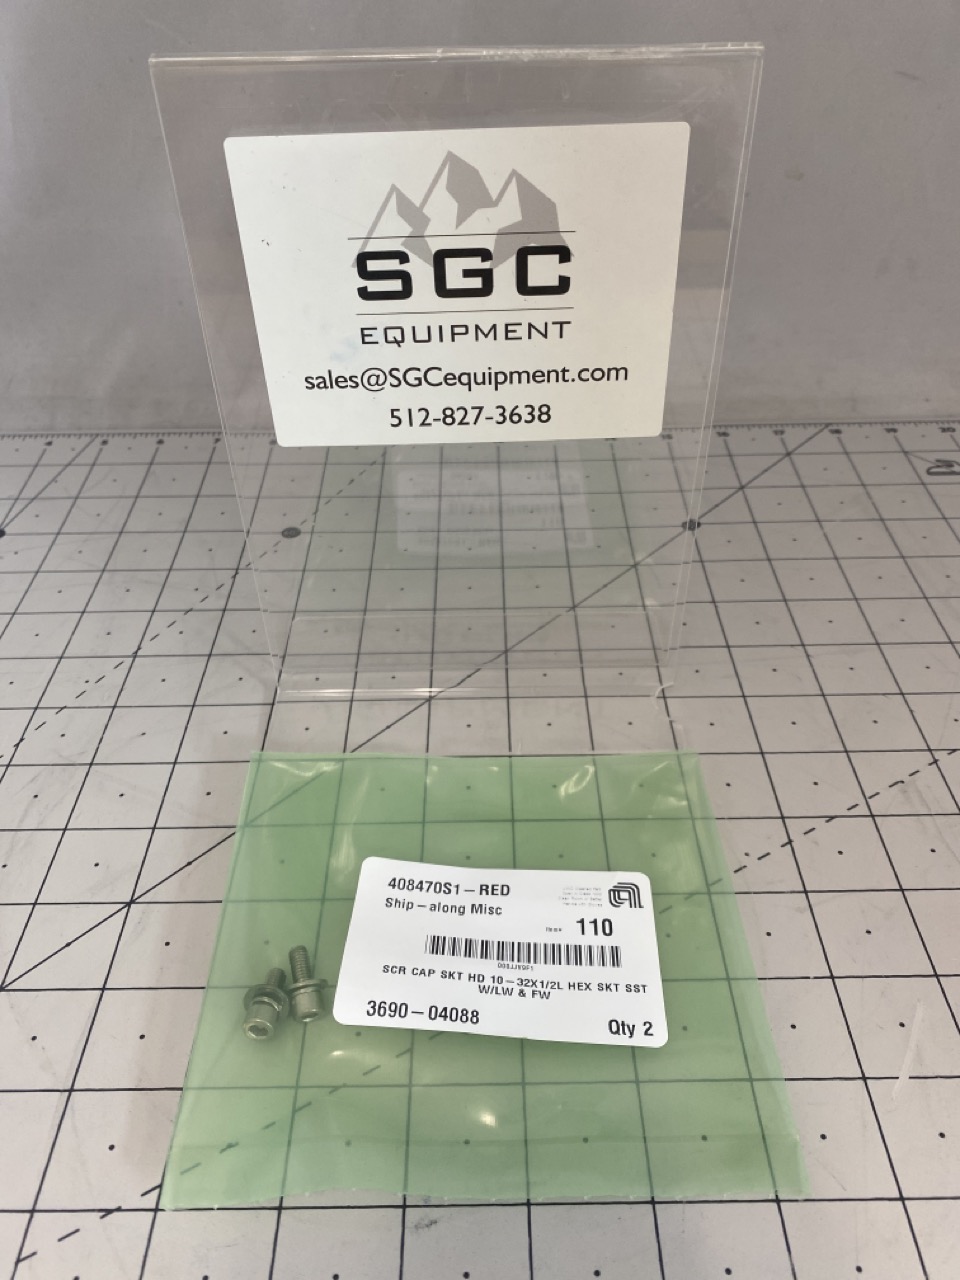 SGC
EQUIPMENT
sales@SGCequipment.com
512-827-3638
408470S1-RED
Ship-along Misc
Item# 110
SCR CAP SKT HD 10-32X1/2L HEX SKT SST
W/LW & FW
3690-04088
Qty 2